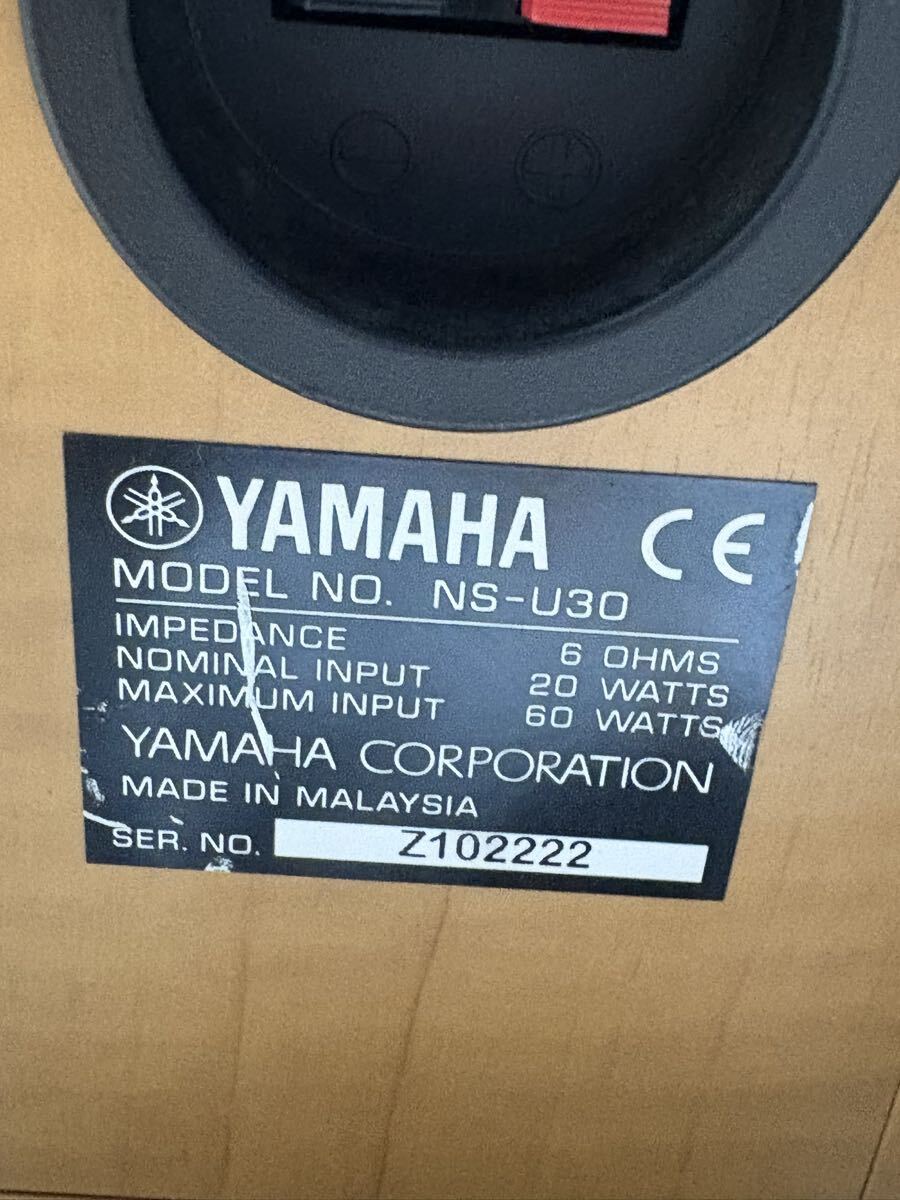 YAMAHA CE
MODEL NO. NS-U30
IMPEDANCE 6 OHMS
NOMINAL INPUT 20 WATTS
MAXIMUM INPUT 60 WATTS
YAMAHA CORPORATION
MADE IN MALAYSIA
SER. NO. Z102222